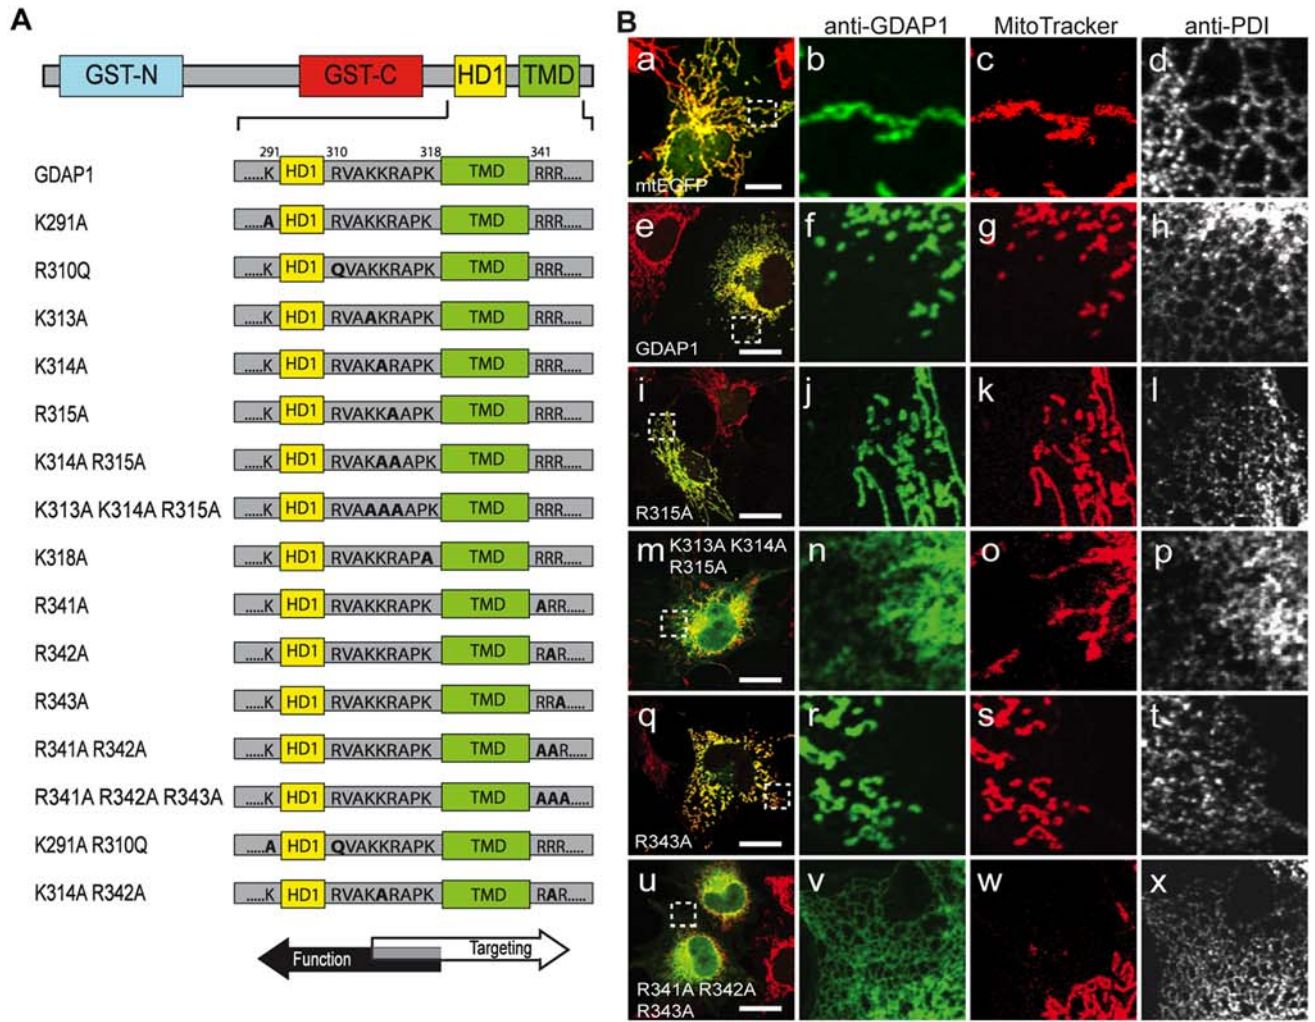 A
GST-N GST-C HD1 TMD
291 310 318 341
GDAP1 .....K HD1 RVAKKRAPK TMD RRR.....
K291A .....A HD1 RVAKKRAPK TMD RRR.....
R310Q .....K HD1 QVAKKRAPK TMD RRR.....
K313A .....K HD1 RVAAKRAPK TMD RRR.....
K314A .....K HD1 RVAKARAPK TMD RRR.....
R315A .....K HD1 RVAKKAAPK TMD RRR.....
K314A R315A .....K HD1 RVAKAAAPK TMD RRR.....
K313A K314A R315A .....K HD1 RVAAAAAPK TMD RRR.....
K318A .....K HD1 RVAKKRAPA TMD RRR.....
R341A .....K HD1 RVAKKRAPK TMD ARR.....
R342A .....K HD1 RVAKKRAPK TMD RAR.....
R343A .....K HD1 RVAKKRAPK TMD RRA.....
R341A R342A .....K HD1 RVAKKRAPK TMD AAR.....
R341A R342A R343A .....K HD1 RVAKKRAPK TMD AAA.....
K291A R310Q .....A HD1 QVAKKRAPK TMD RRR.....
K314A R342A .....K HD1 RVAKARAPK TMD RAR.....
Function Targeting
B
anti-GDAP1 MitoTracker anti-PDI
a b c d
mtEGFP
e f g h
GDAP1
i j k l
R315A
m K313A K314A n o p
R315A
q r s t
R343A
u v w x
R341A R342A
R343A